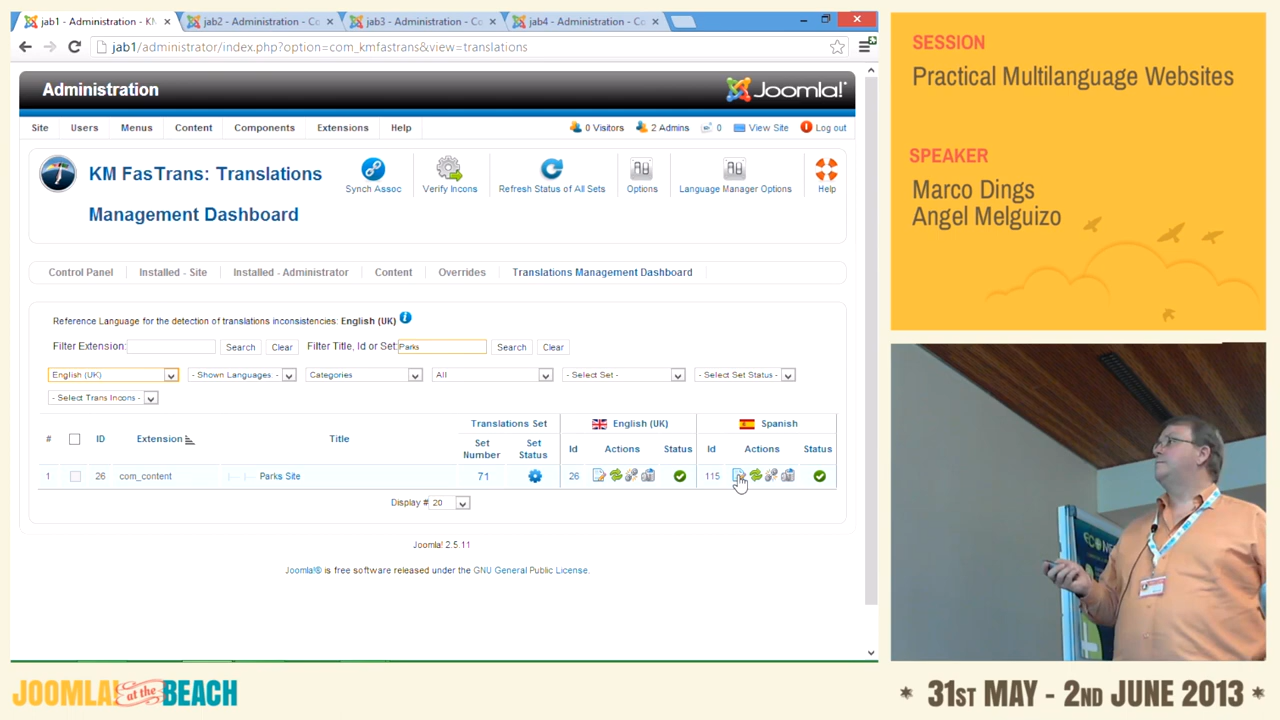 jab1 - Administration - KM
jab2 - Administration - Co
jab3 - Administration - Co
jab4 - Administration - Co
jab1/administrator/index.php?option=com_kmfastrans&view=translations
Administration
Joomla!
Site Users Menus Content Components Extensions Help
0 Visitors 2 Admins 0 View Site Log out
KM FasTrans: Translations
Management Dashboard
Synch Assoc
Verify Incons
Refresh Status of All Sets
Options
Language Manager Options
Help
Control Panel Installed - Site Installed - Administrator Content Overrides Translations Management Dashboard
Reference Language for the detection of translations inconsistencies: English (UK)
Filter Extension: Search Clear Filter Title, Id or Set: Parks Search Clear
English (UK) - Shown Languages - Categories All - Select Set - - Select Set Status -
- Select Trans Incons -
Translations Set English (UK) Spanish
# ID Extension Title Set Number Set Status Id Actions Status Id Actions Status
1 26 com_content Parks Site 71 26 115
Display # 20
Joomla! 2.5.11
Joomla!® is free software released under the GNU General Public License.
SESSION
Practical Multilanguage Websites
SPEAKER
Marco Dings
Angel Melguizo
JOOMLA! at the BEACH
* 31ST MAY - 2ND JUNE 2013 *